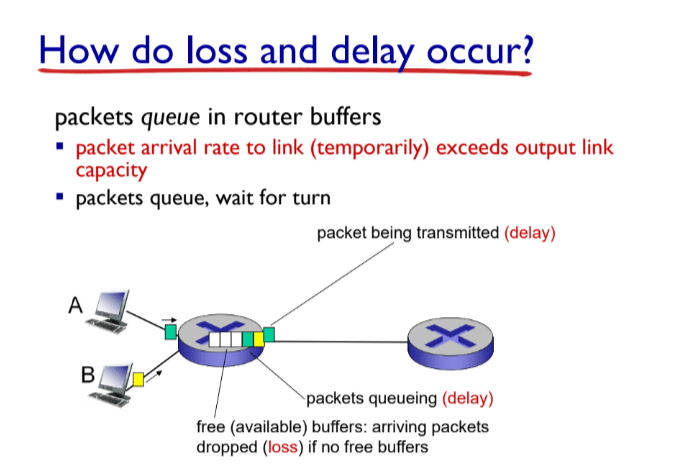 How do loss and delay occur?
packets queue in router buffers
▪ packet arrival rate to link (temporarily) exceeds output link
capacity
▪ packets queue, wait for turn
packet being transmitted (delay)
A
B
packets queueing (delay)
free (available) buffers: arriving packets
dropped (loss) if no free buffers